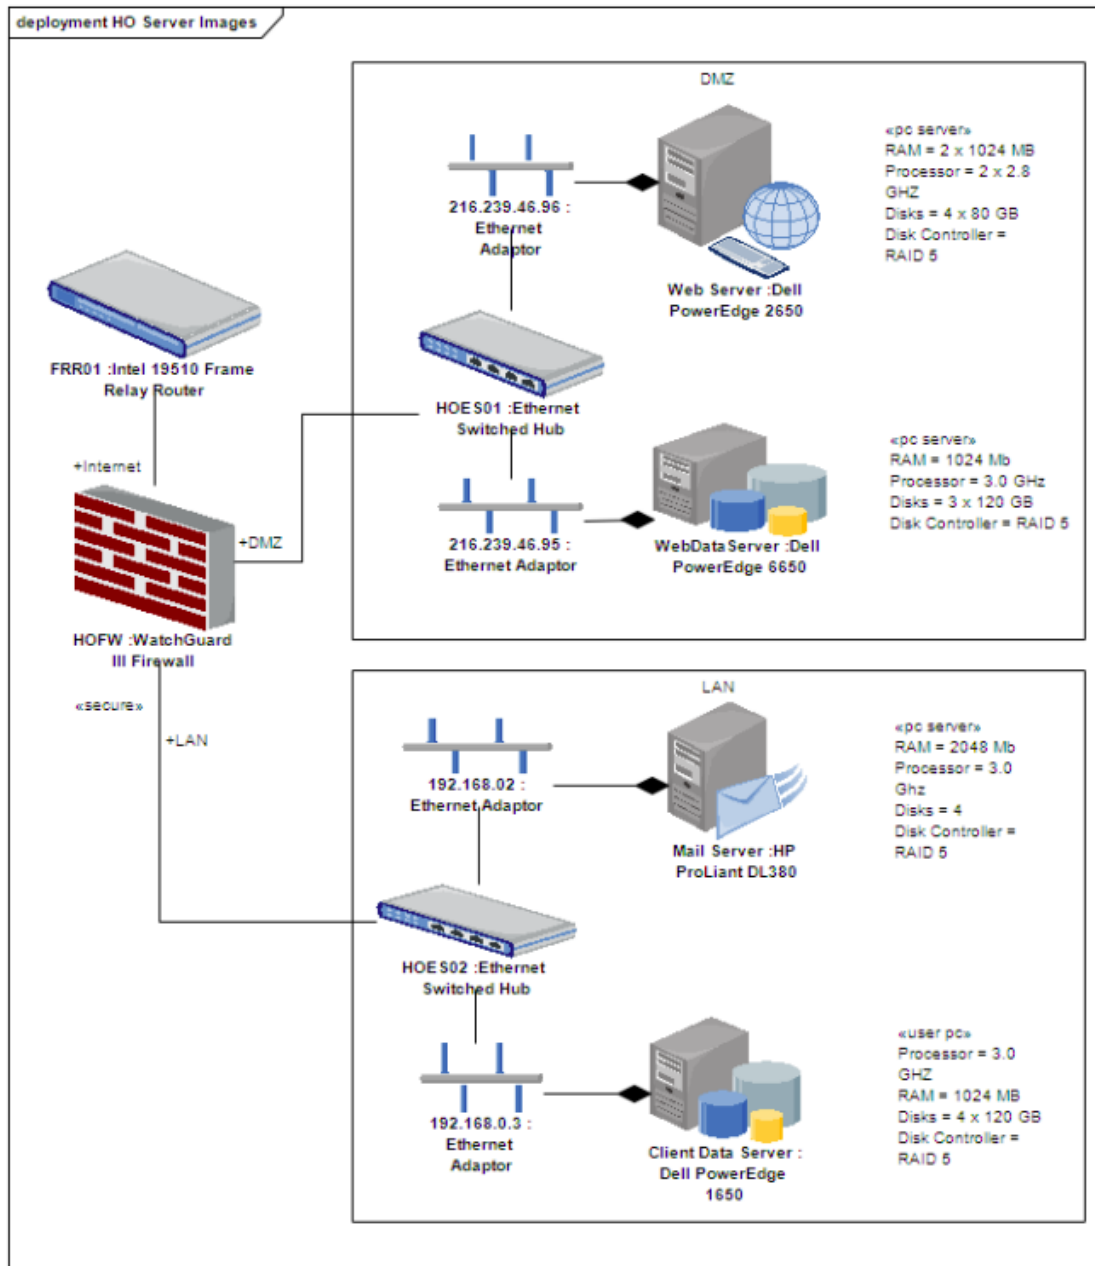 deployment HO Server Images
DMZ
216.239.46.96 :
Ethernet
Adaptor
Web Server :Dell
PowerEdge 2650
«pc server»
RAM = 2 x 1024 MB
Processor = 2 x 2.8
GHZ
Disks = 4 x 80 GB
Disk Controller =
RAID 5
FRR01 :Intel 19510 Frame
Relay Router
HOES01 :Ethernet
Switched Hub
+Internet
+DMZ
216.239.46.95 :
Ethernet Adaptor
WebDataServer :Dell
PowerEdge 6650
«pc server»
RAM = 1024 Mb
Processor = 3.0 GHz
Disks = 3 x 120 GB
Disk Controller = RAID 5
HOFW :WatchGuard
III Firewall
«secure»
+LAN
LAN
192.168.02 :
Ethernet Adaptor
Mail Server :HP
ProLiant DL380
«pc server»
RAM = 2048 Mb
Processor = 3.0
Ghz
Disks = 4
Disk Controller =
RAID 5
HOES02 :Ethernet
Switched Hub
192.168.0.3 :
Ethernet
Adaptor
Client Data Server :
Dell PowerEdge
1650
«user pc»
Processor = 3.0
GHZ
RAM = 1024 MB
Disks = 4 x 120 GB
Disk Controller =
RAID 5